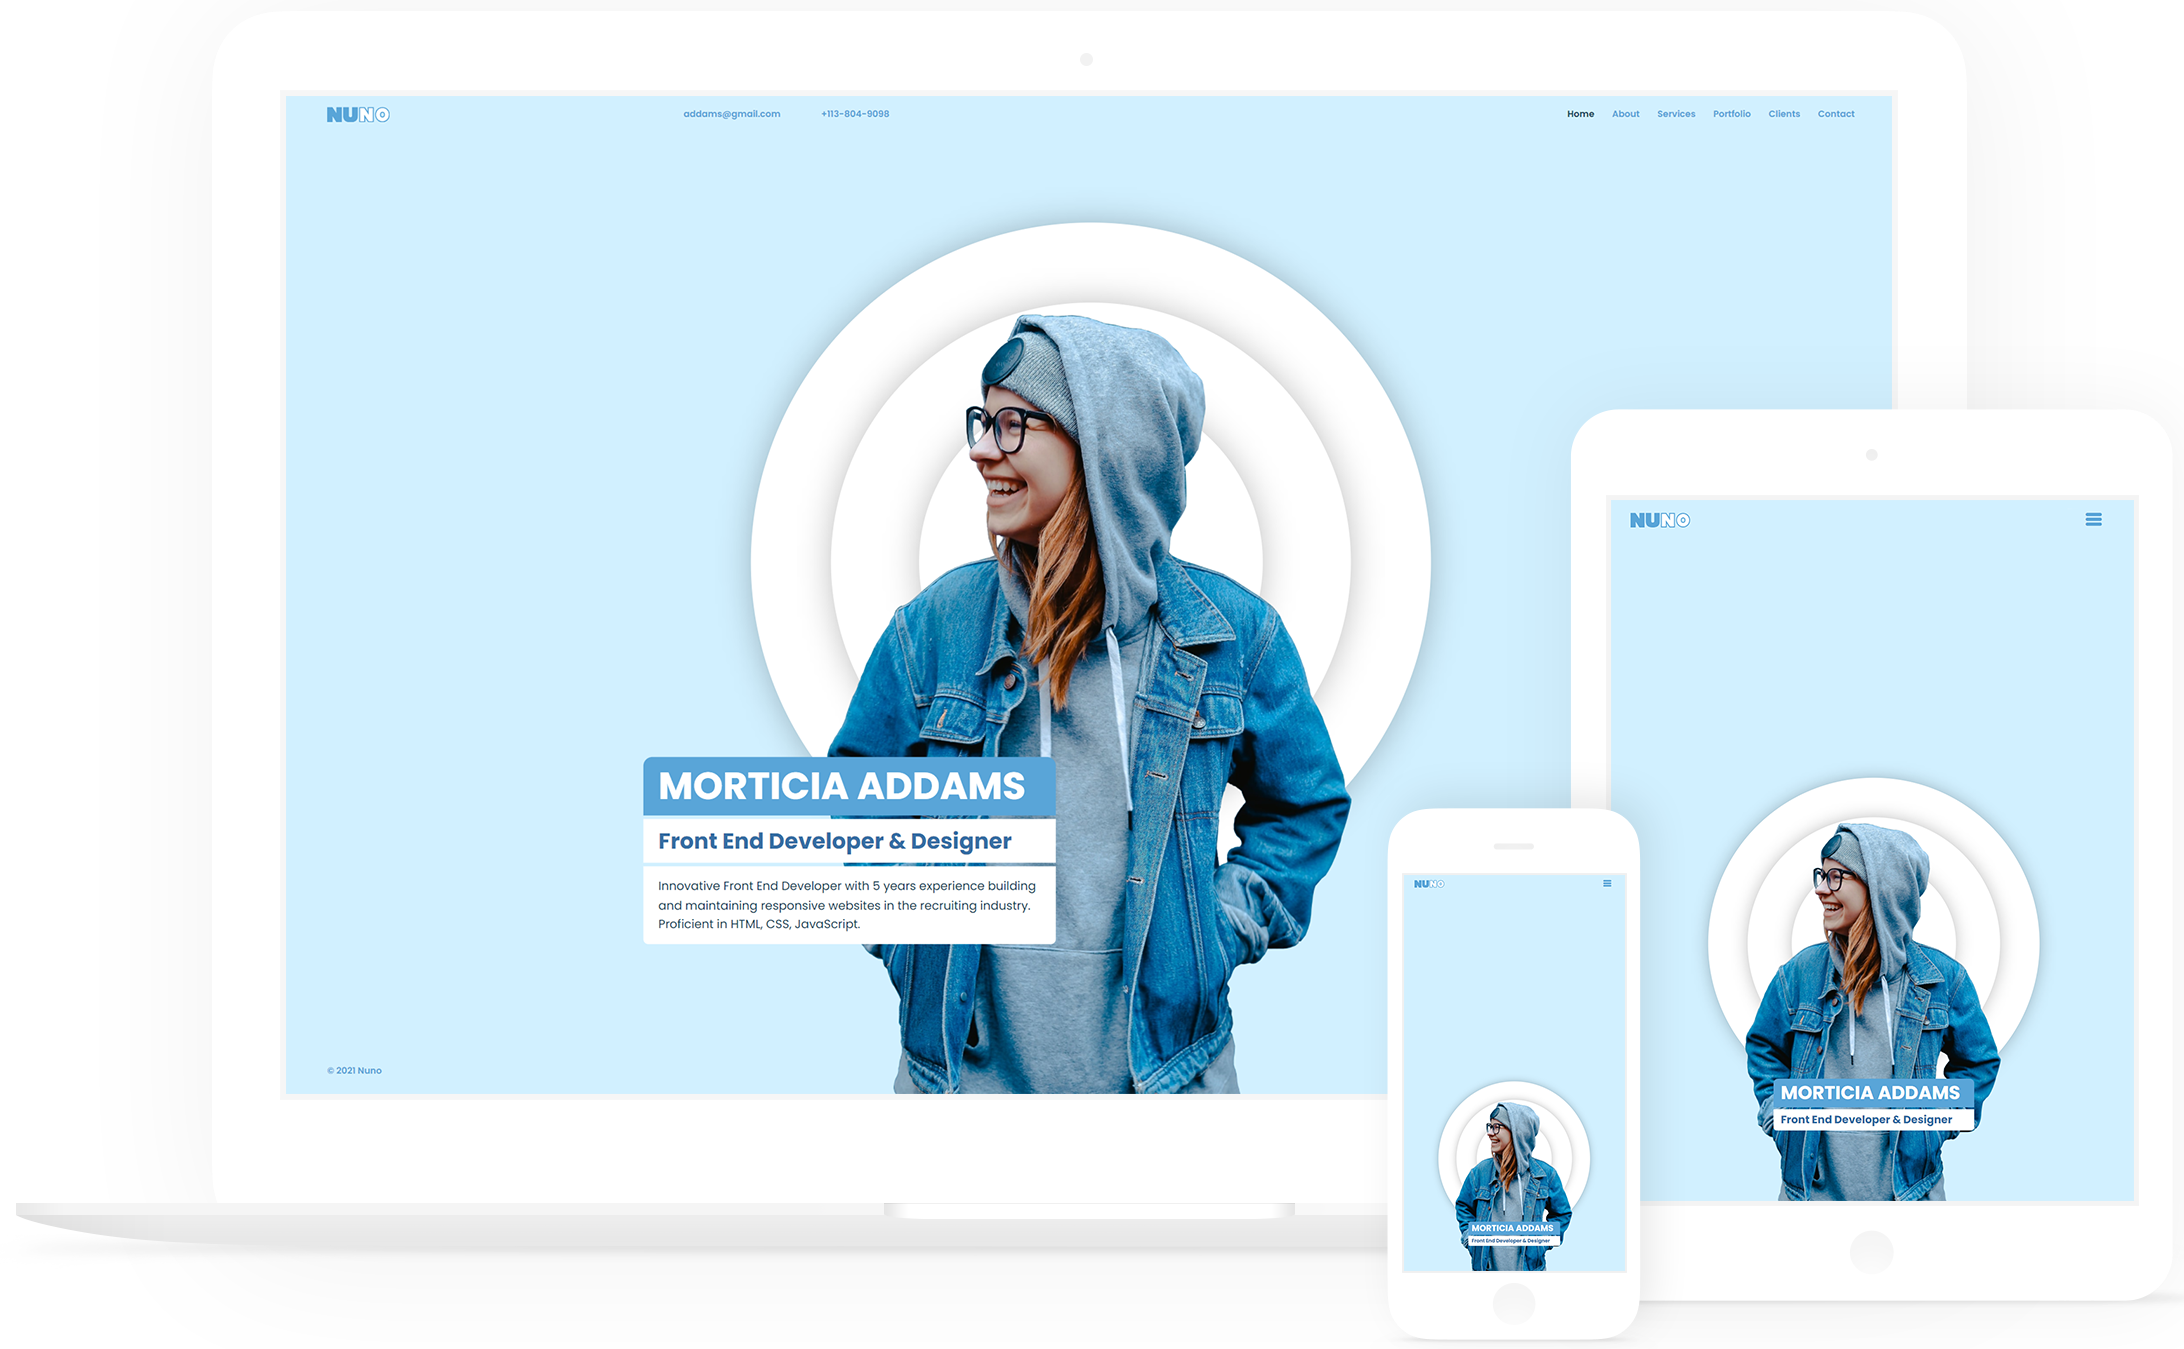 NUNO
addams@gmail.com +113-804-9098
Home About Services Portfolio Clients Contact
MORTICIA ADDAMS
Front End Developer & Designer
Innovative Front End Developer with 5 years experience building
and maintaining responsive websites in the recruiting industry.
Proficient in HTML, CSS, JavaScript.
© 2021 Nuno
NUNO
MORTICIA ADDAMS
Front End Developer & Designer
NUNO
MORTICIA ADDAMS
Front End Developer & Designer